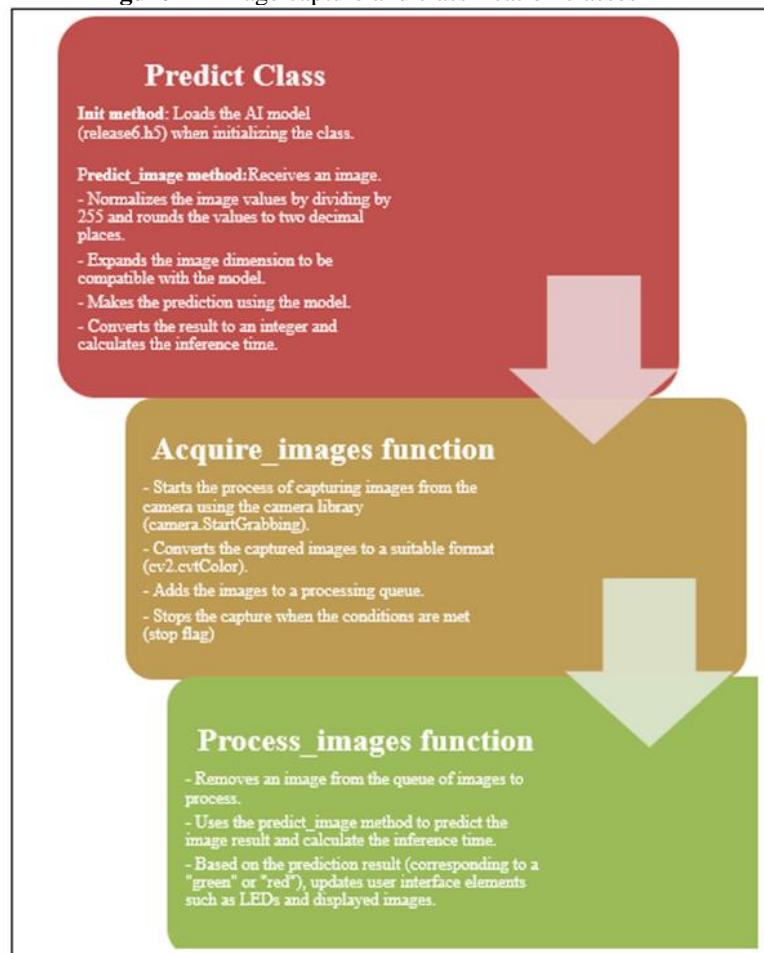 Predict Class
Init method: Loads the AI model
(release6.h5) when initializing the class.
Predict_image method:Receives an image.
- Normalizes the image values by dividing by
255 and rounds the values to two decimal
places.
- Expands the image dimension to be
compatible with the model.
- Makes the prediction using the model.
- Converts the result to an integer and
calculates the inference time.
Acquire_images function
- Starts the process of capturing images from the
camera using the camera library
(camera.StartGrabbing).
- Converts the captured images to a suitable format
(cv2.cvtColor).
- Adds the images to a processing queue.
- Stops the capture when the conditions are met
(stop flag)
Process_images function
- Removes an image from the queue of images to
process.
- Uses the predict_image method to predict the
image result and calculate the inference time.
- Based on the prediction result (corresponding to a
"green" or "red"), updates user interface elements
such as LEDs and displayed images.